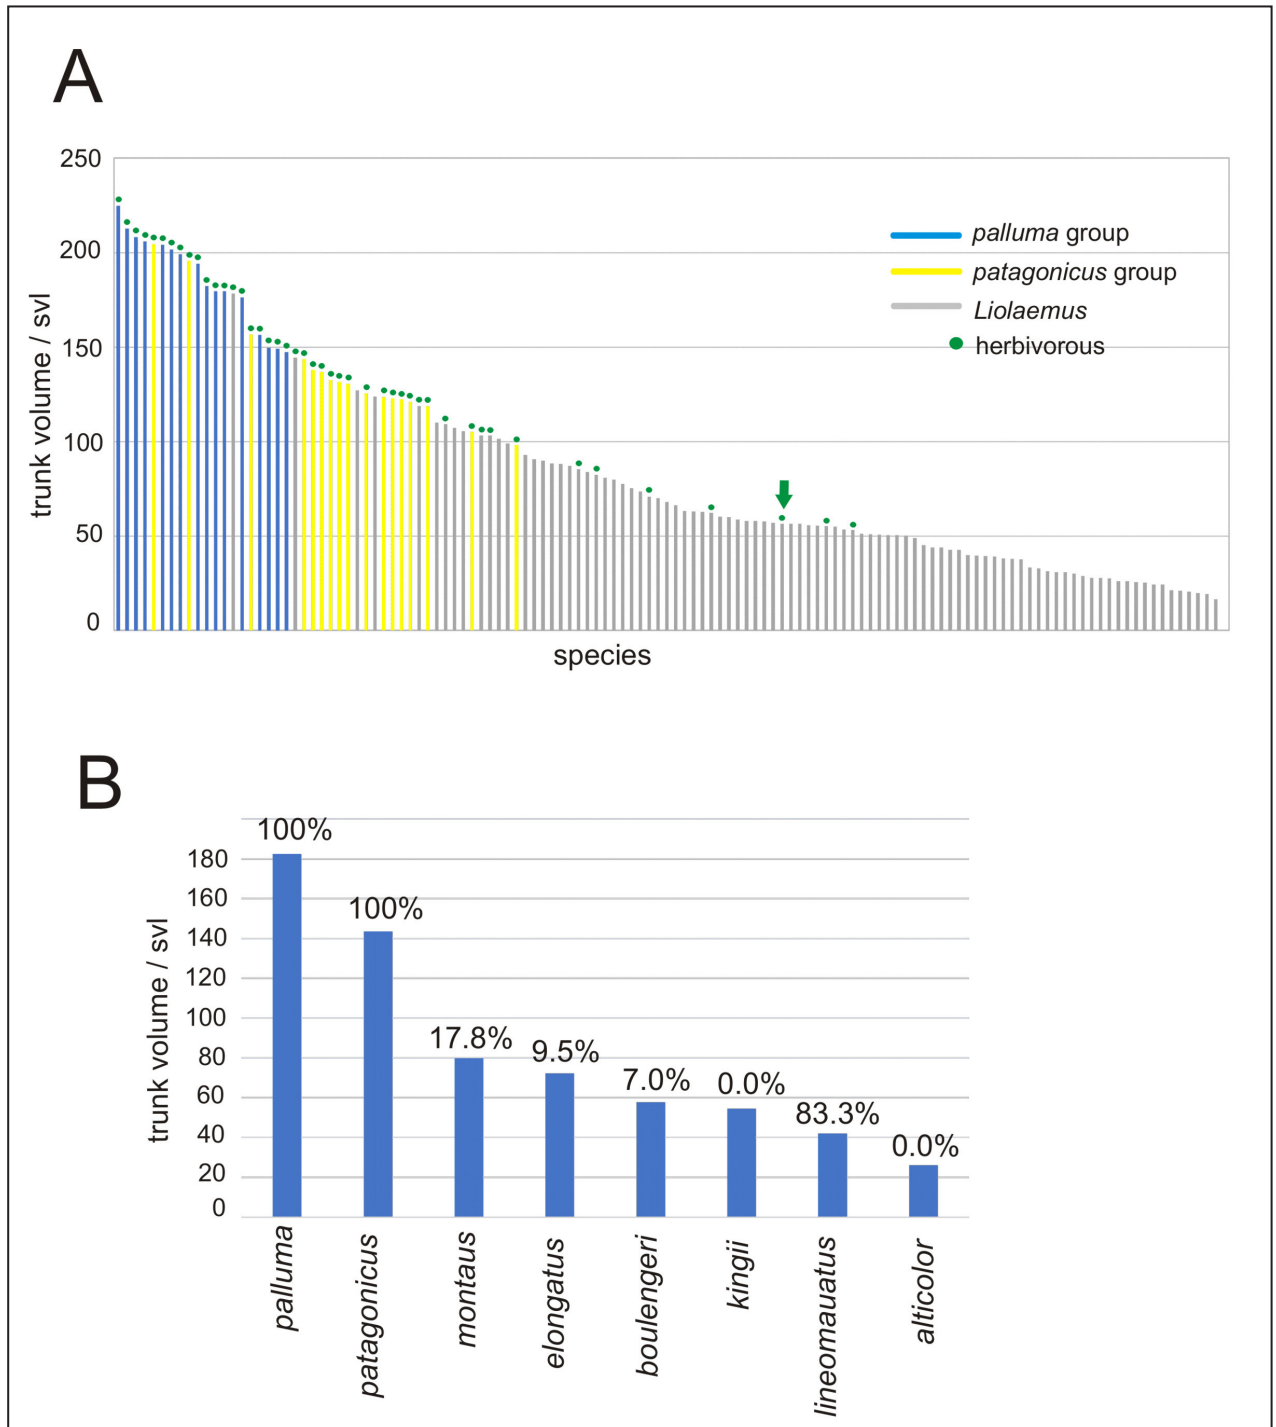 A
250
200
150
100
50
0
trunk volume / svl
palluma group
patagonicus group
Liolaemus
herbivorous
species
B
180
160
140
120
100
80
60
40
20
0
trunk volume / svl
100%
100%
17.8%
9.5%
7.0%
0.0%
83.3%
0.0%
palluma
patagonicus
montaus
elongatus
boulengeri
kingii
lineomauatus
alticolor